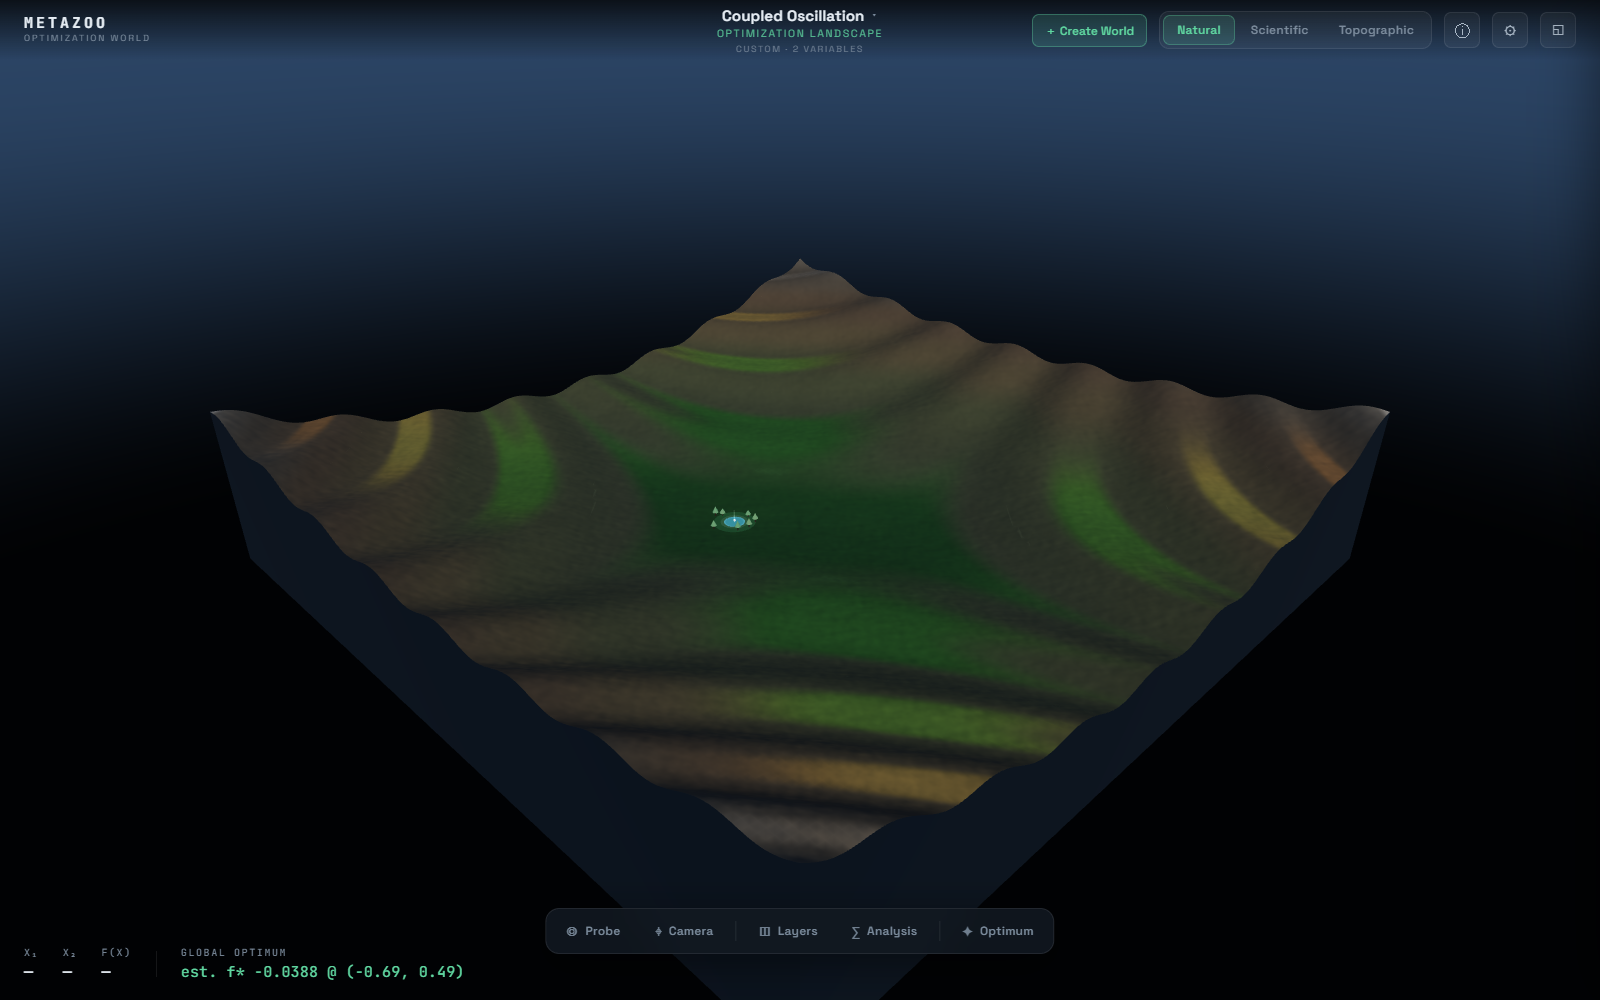 METAZOO
OPTIMIZATION WORLD
Coupled Oscillation
OPTIMIZATION LANDSCAPE
CUSTOM · 2 VARIABLES
+ Create World
Natural
Scientific
Topographic
Probe
Camera
Layers
∑ Analysis
Optimum
X₁ X₂ F(X)
— — —
GLOBAL OPTIMUM
est. f* -0.0388 @ (-0.69, 0.49)